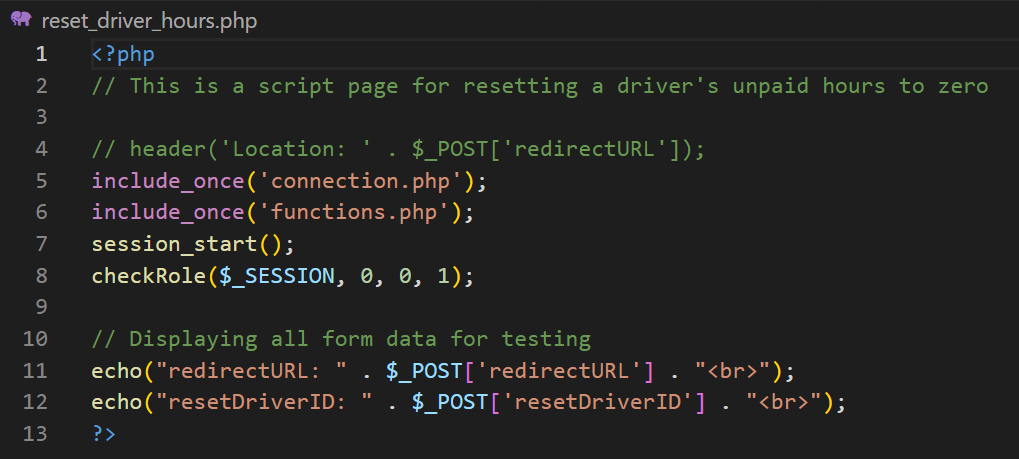 reset_driver_hours.php
1 <?php
2 // This is a script page for resetting a driver's unpaid hours to zero
3
4 // header('Location: ' . $_POST['redirectURL']);
5 include_once('connection.php');
6 include_once('functions.php');
7 session_start();
8 checkRole($_SESSION, 0, 0, 1);
9
10 // Displaying all form data for testing
11 echo("redirectURL: " . $_POST['redirectURL'] . "<br>");
12 echo("resetDriverID: " . $_POST['resetDriverID'] . "<br>");
13 ?>